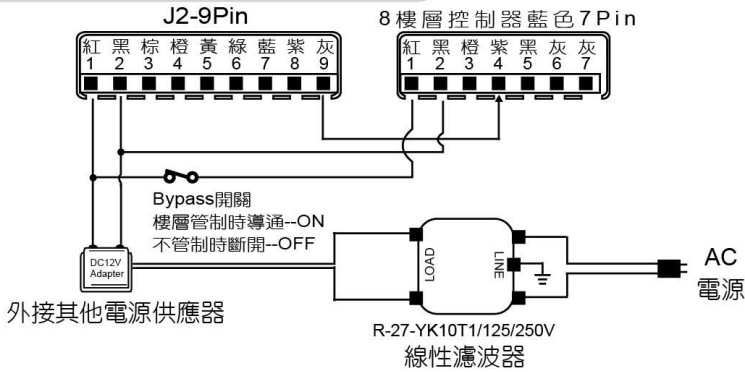 J2-9Pin
紅 黑 棕 橙 黃 綠 藍 紫 灰
1 2 3 4 5 6 7 8 9
8樓層控制器藍色7Pin
紅 黑 橙 紫 黑 灰 灰
1 2 3 4 5 6 7
Bypass開關
樓層管制時導通--ON
不管制時斷開--OFF
DC12V
Adapter
外接其他電源供應器
LOAD
LINE
R-27-YK10T1/125/250V
線性濾波器
AC
電源